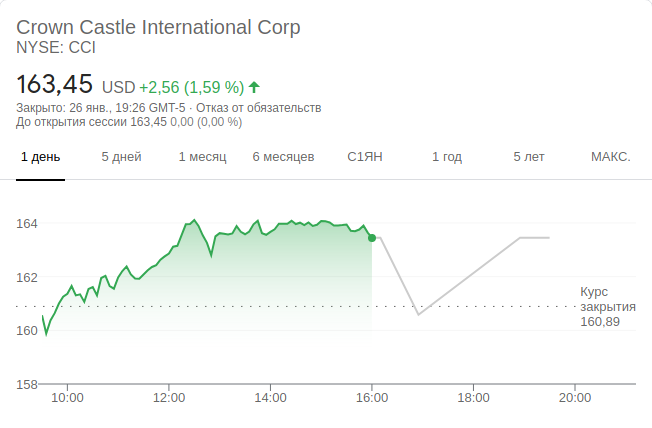 Crown Castle International Corp
NYSE: CCI
163,45 USD +2,56 (1,59 %)
Закрыто: 26 янв., 19:26 GMT-5 · Отказ от обязательств
До открытия сессии 163,45 0,00 (0,00 %)
1 день 5 дней 1 месяц 6 месяцев С1ЯН 1 год 5 лет МАКС.
164
162
Курс
закрытия
160,89
160
158
10:00 12:00 14:00 16:00 18:00 20:00